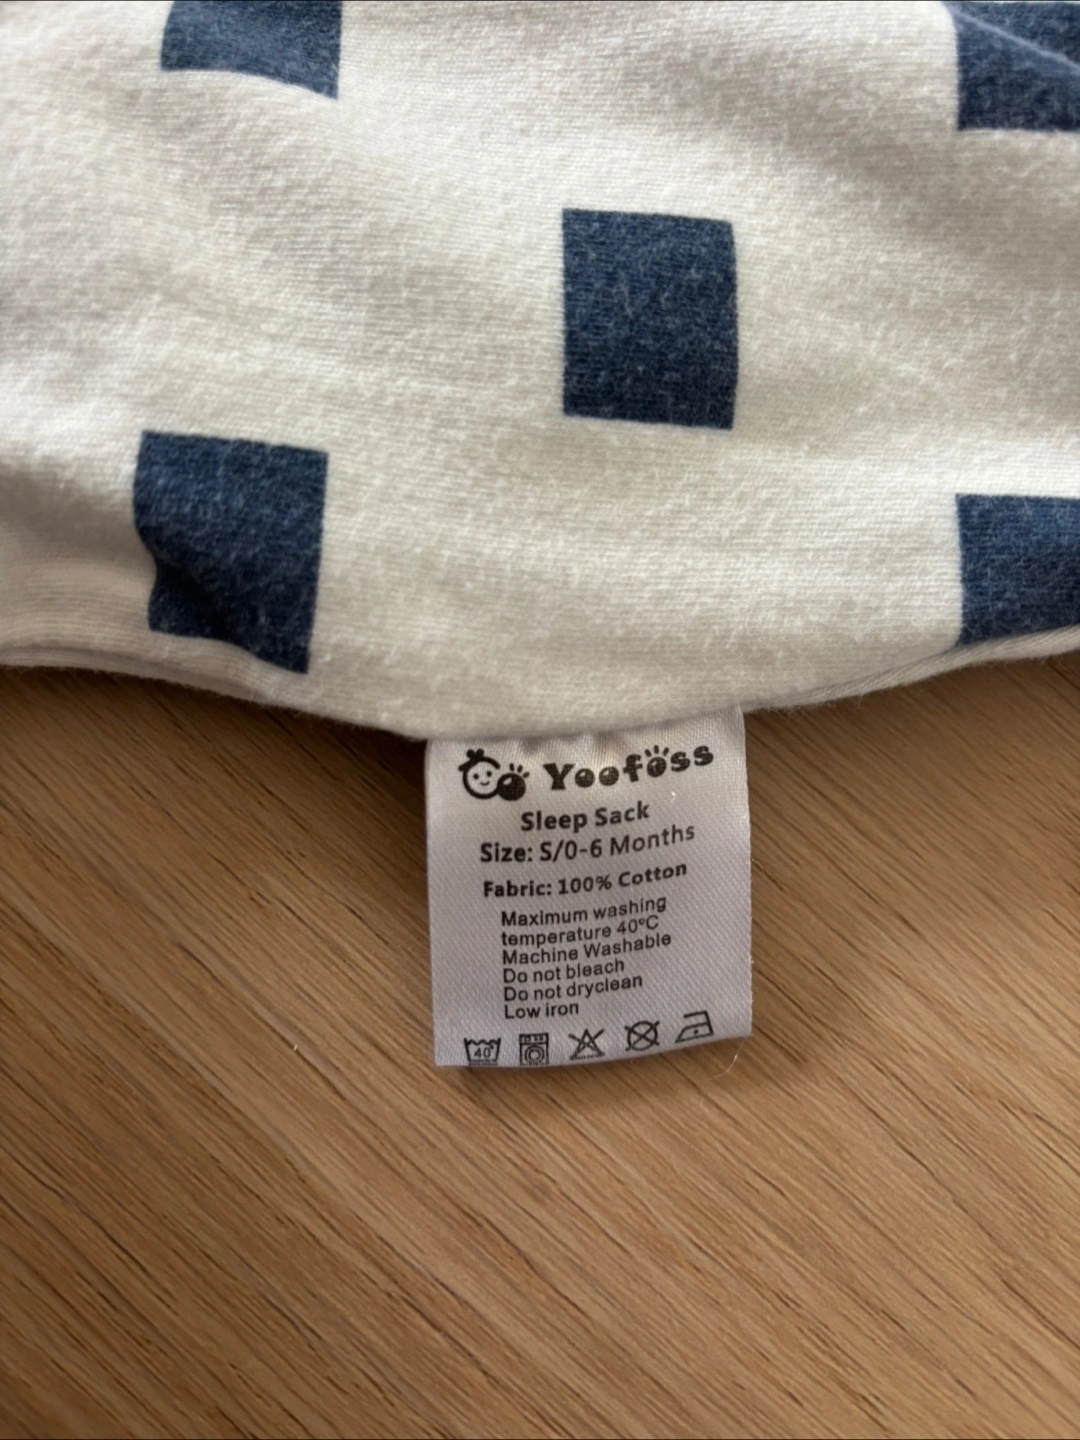 Yoofoss
Sleep Sack
Size: S/0-6 Months
Fabric: 100% Cotton
Maximum washing
temperature 40°C
Machine Washable
Do not bleach
Do not dryclean
Low iron
40°